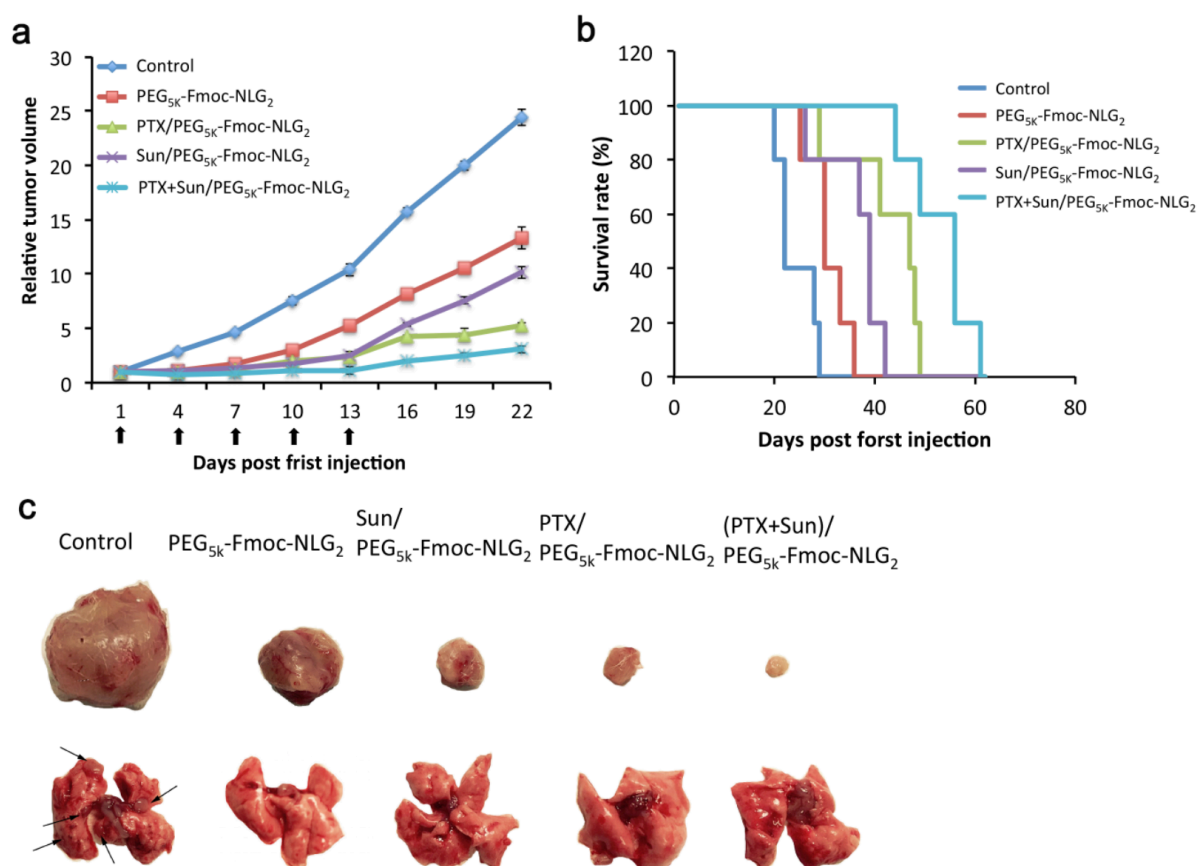 a
30
25
20
15
10
5
0
Relative tumor volume
Control
PEG5K-Fmoc-NLG2
PTX/PEG5K-Fmoc-NLG2
Sun/PEG5K-Fmoc-NLG2
PTX+Sun/PEG5K-Fmoc-NLG2
1 4 7 10 13 16 19 22
Days post frist injection
b
120
100
80
60
40
20
0
Survival rate (%)
Control
PEG5K-Fmoc-NLG2
PTX/PEG5K-Fmoc-NLG2
Sun/PEG5K-Fmoc-NLG2
PTX+Sun/PEG5K-Fmoc-NLG2
0 20 40 60 80
Days post forst injection
c
Control
PEG5k-Fmoc-NLG2
Sun/
PEG5k-Fmoc-NLG2
PTX/
PEG5k-Fmoc-NLG2
(PTX+Sun)/
PEG5k-Fmoc-NLG2